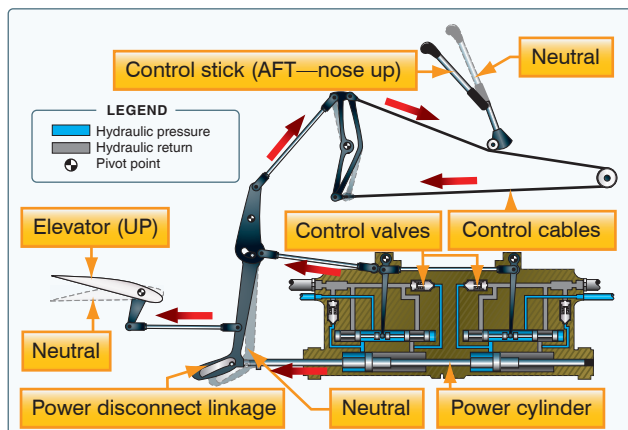 Control stick (AFT—nose up)
Neutral
LEGEND
Hydraulic pressure
Hydraulic return
Pivot point
Elevator (UP)
Control valves
Control cables
Neutral
Power disconnect linkage
Neutral
Power cylinder